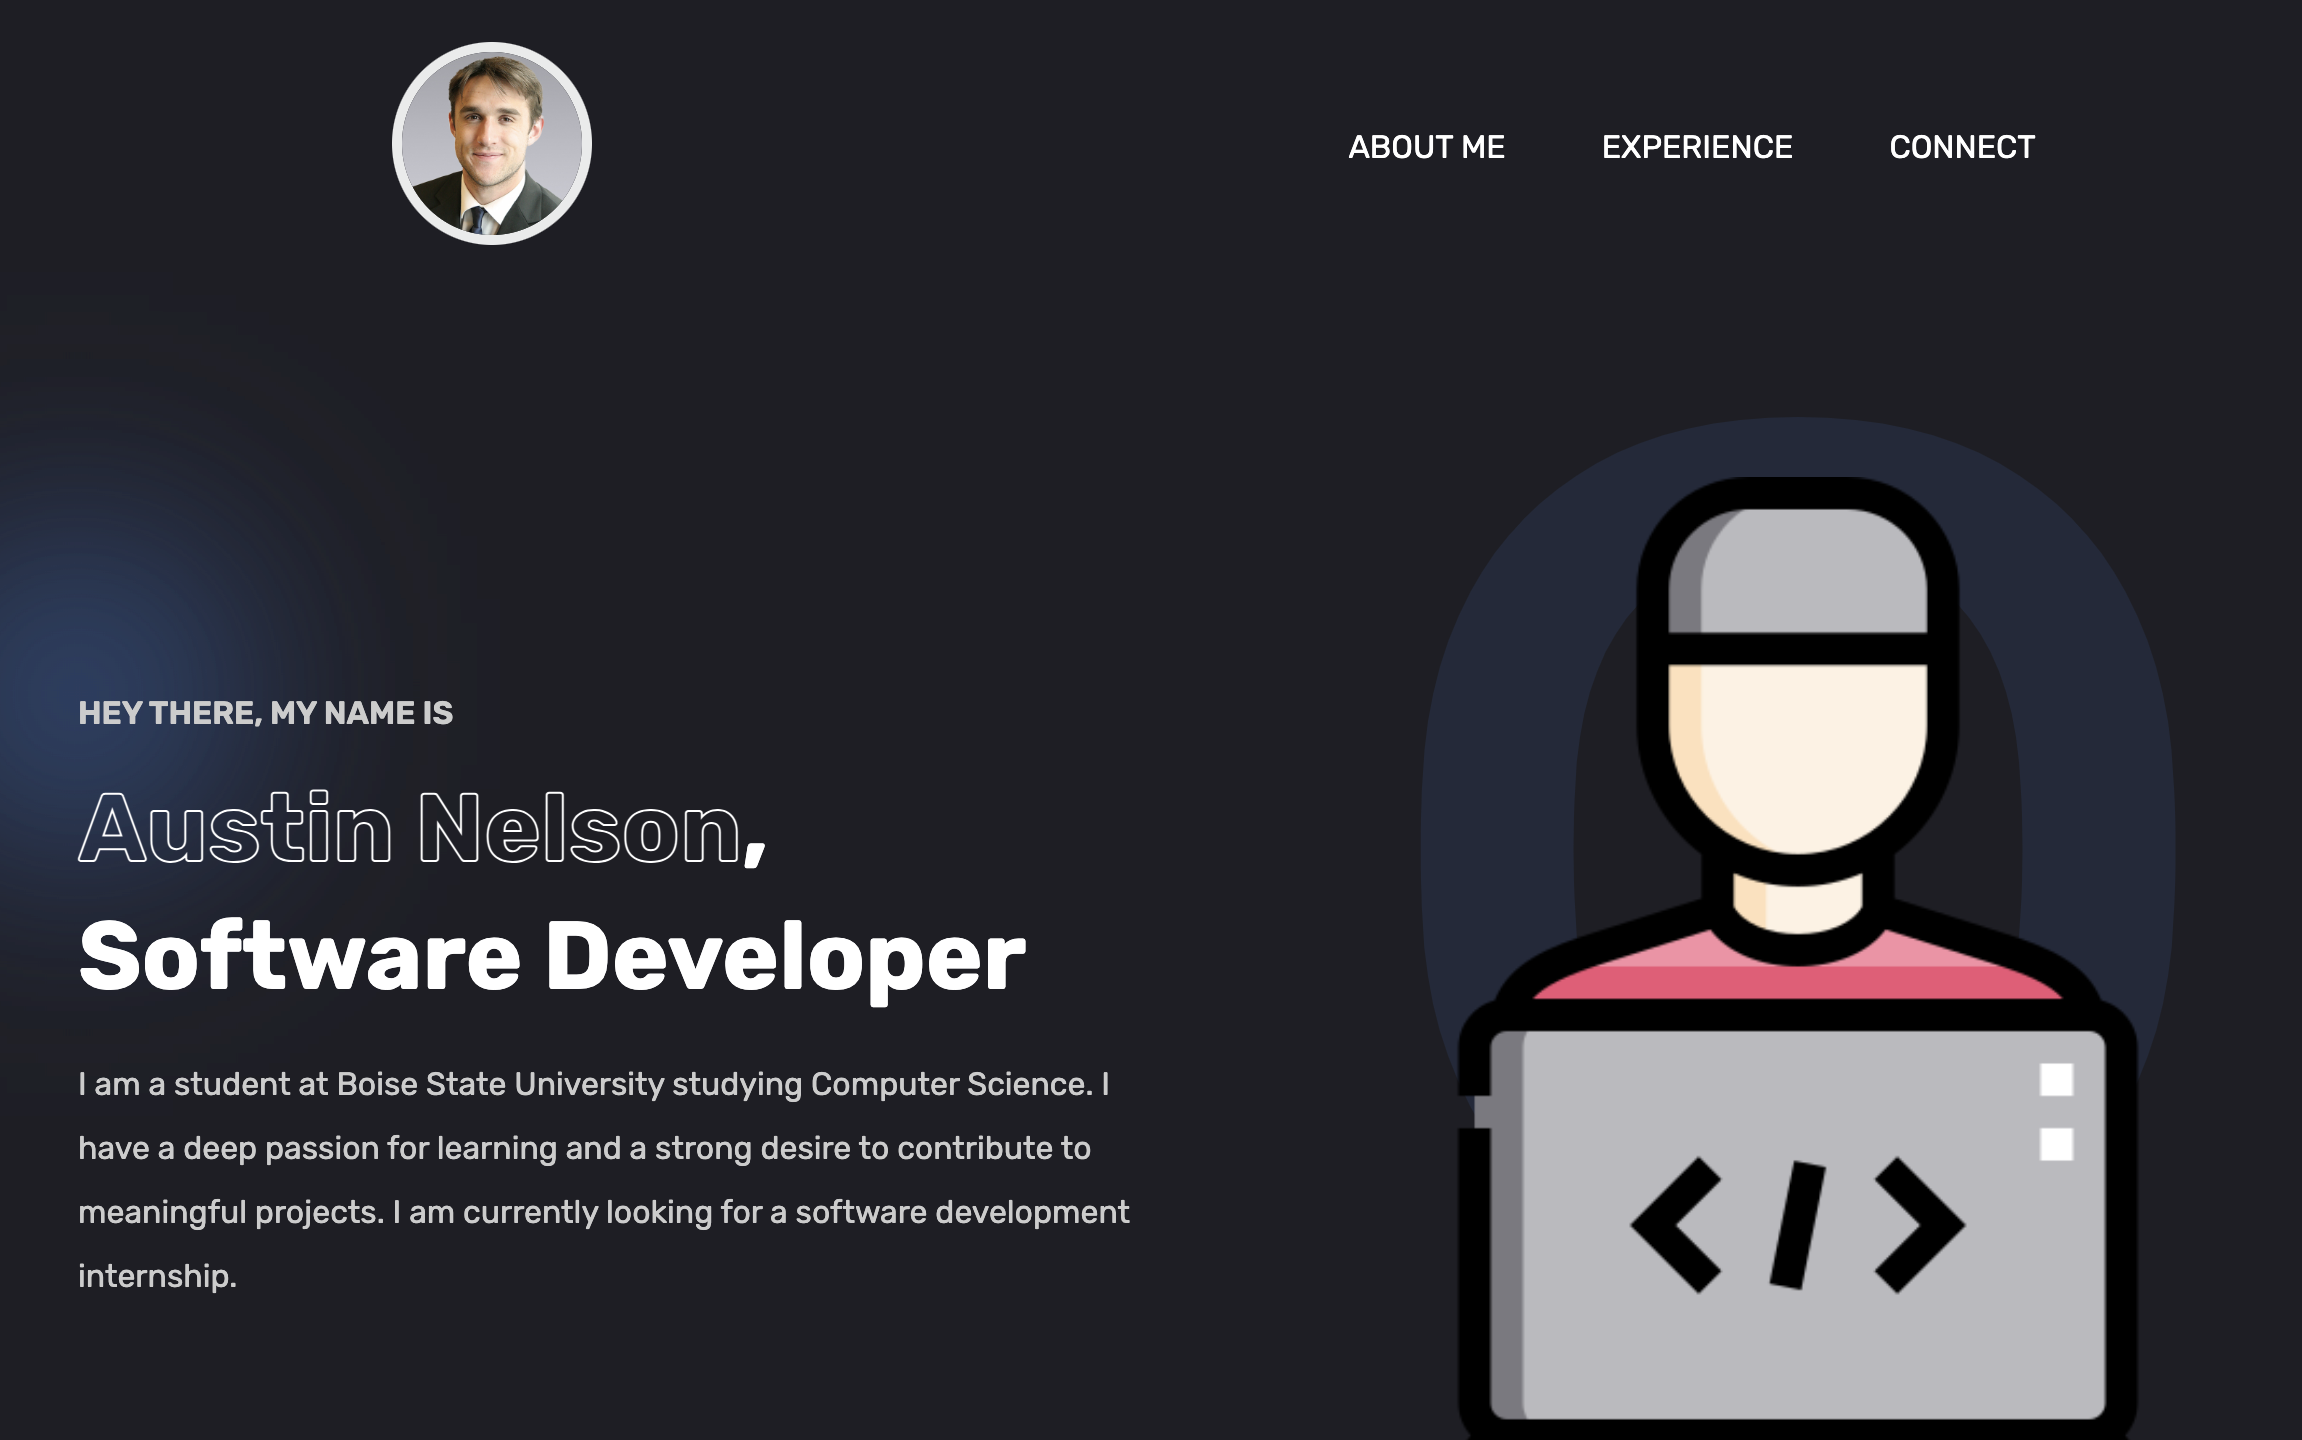 ABOUT ME EXPERIENCE CONNECT
HEY THERE, MY NAME IS
Austin Nelson,
Software Developer
I am a student at Boise State University studying Computer Science. I
have a deep passion for learning and a strong desire to contribute to
meaningful projects. I am currently looking for a software development
internship.
</>